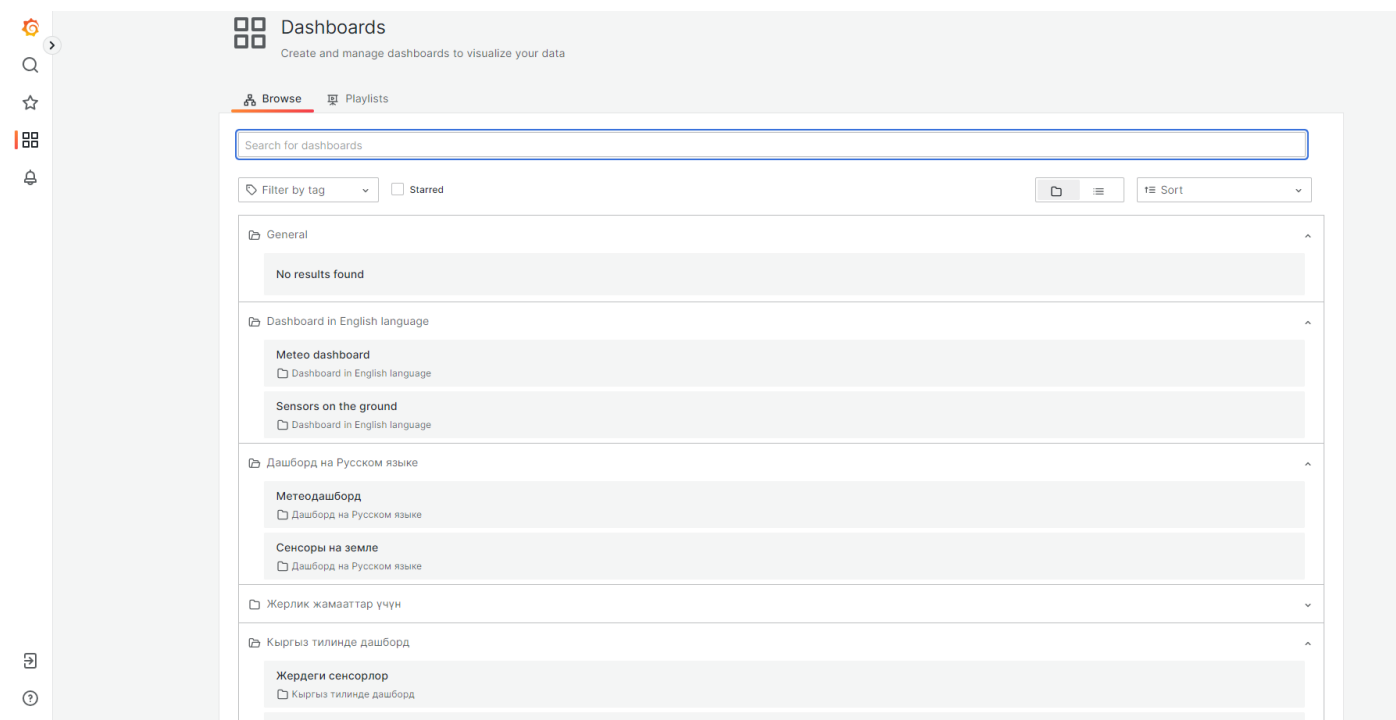 Dashboards
Create and manage dashboards to visualize your data
Browse
Playlists
Search for dashboards
Filter by tag
Starred
Sort
General
No results found
Dashboard in English language
Meteo dashboard
Dashboard in English language
Sensors on the ground
Dashboard in English language
Дашборд на Русском языке
Метеодашборд
Дашборд на Русском языке
Сенсоры на земле
Дашборд на Русском языке
Жерлик жамааттар үчүн
Кыргыз тилинде дашборд
Жердеги сенсорлор
Кыргыз тилинде дашборд